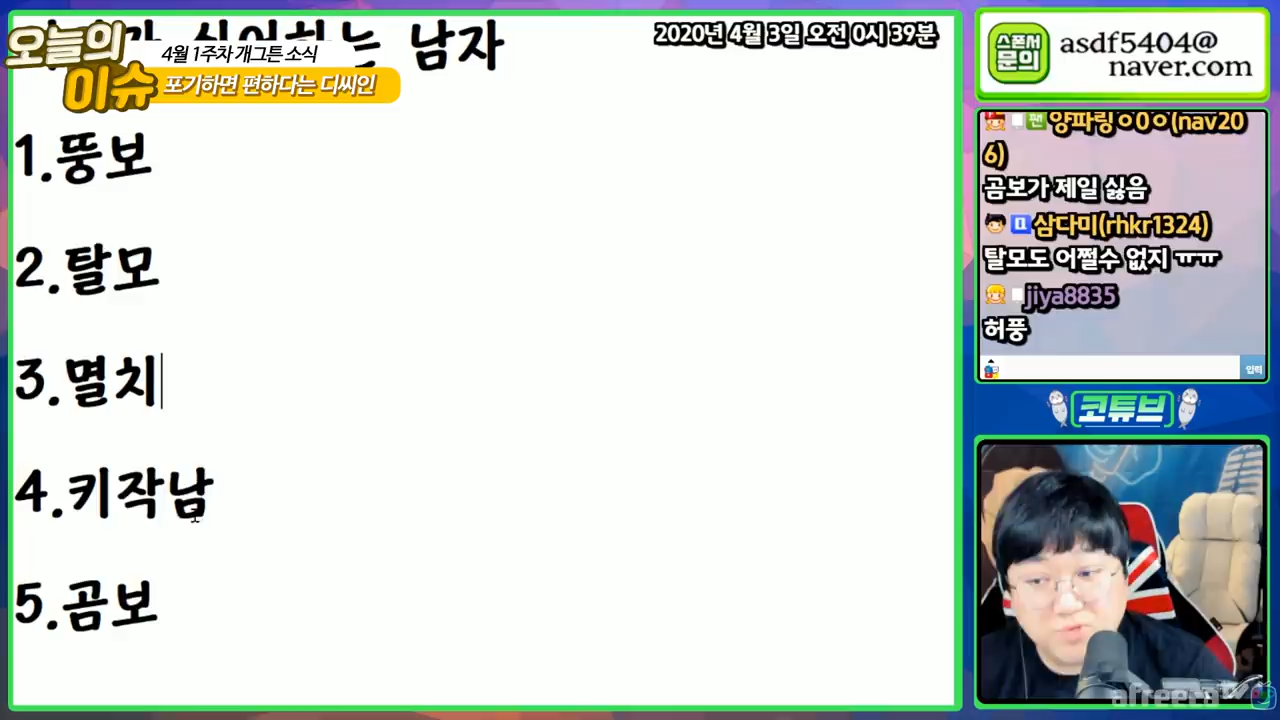 오늘의
이슈
4월 1주차 개그튼 소식
포기하면 편하다는 디씨인
남자
2020년 4월 3일 오전 0시 39분
1.뚱보
2.탈모
3.멸치
4.키작남
5.곰보
스폰서
문의
asdf5404@
naver.com
팬 양파링ㅇ0ㅇ(nav20
6)
곰보가 제일 싫음
삼다미(rhkr1324)
탈모도 어쩔수 없지 ㅠㅠ
jiya8835
허풍
입력
코튜브
afreeca